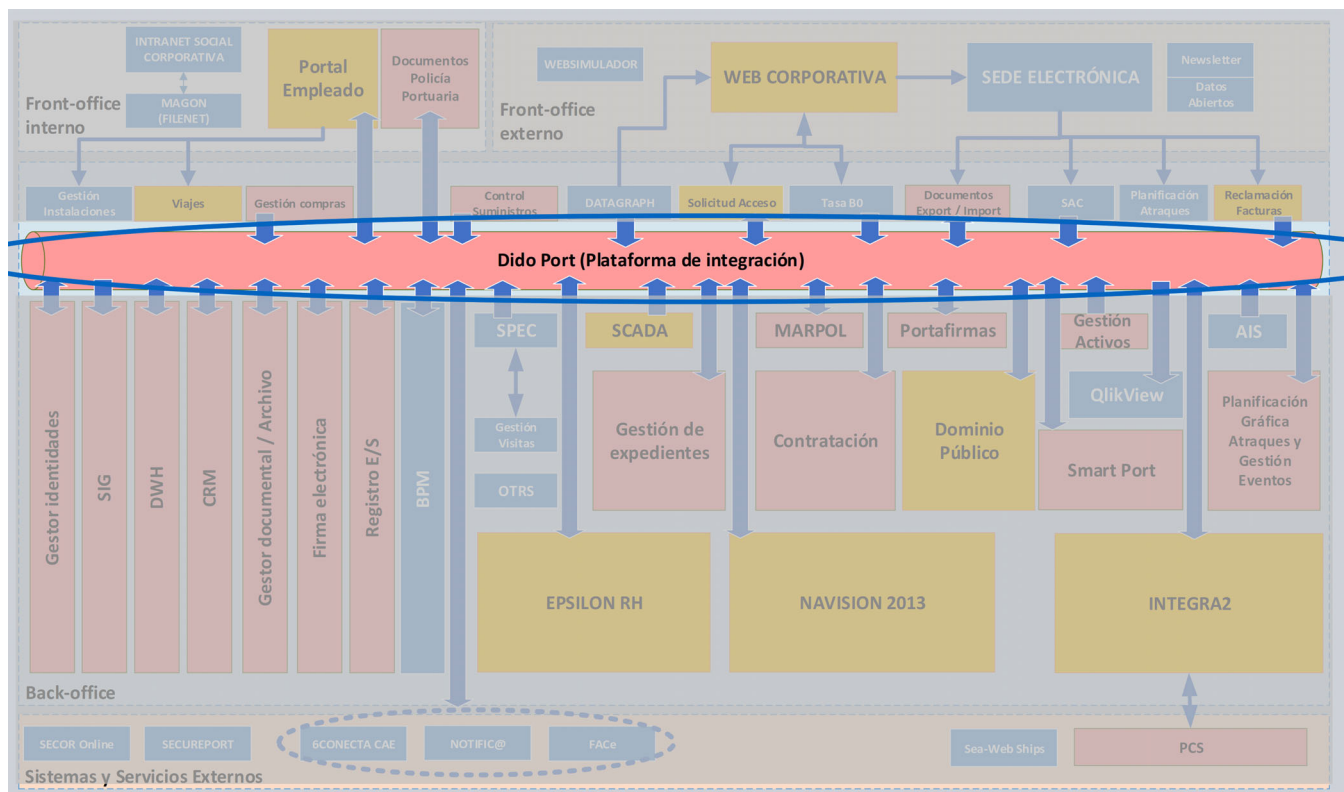 INTRANET SOCIAL
CORPORATIVA
MAGON
(FILENET)
Portal
Empleado
Documentos
Policía
Portuaria
Front-office
interno
WEBSIMULADOR
WEB CORPORATIVA
SEDE ELECTRÓNICA
Newsletter
Datos
Abiertos
Front-office
externo
Gestión
Instalaciones
Viajes
Gestión compras
Control
Suministros
DATAGRAPH
Solicitud Acceso
Tasa B0
Documentos
Export / Import
SAC
Planificación
Atraques
Reclamación
Facturas
Dido Port (Plataforma de integración)
Gestor identidades
SIG
DWH
CRM
Gestor documental / Archivo
Firma electrónica
Registro E/S
BPM
SPEC
Gestión
Visitas
OTRS
SCADA
MARPOL
Portafirmas
Gestión
Activos
AIS
QlikView
Gestión de
expedientes
Contratación
Dominio
Público
Smart Port
Planificación
Gráfica
Atraques y
Gestión
Eventos
EPSILON RH
NAVISION 2013
INTEGRA2
Back-office
SECOR Online
SECUREPORT
6CONECTA CAE
NOTIFIC@
FACe
Sea-Web Ships
PCS
Sistemas y Servicios Externos